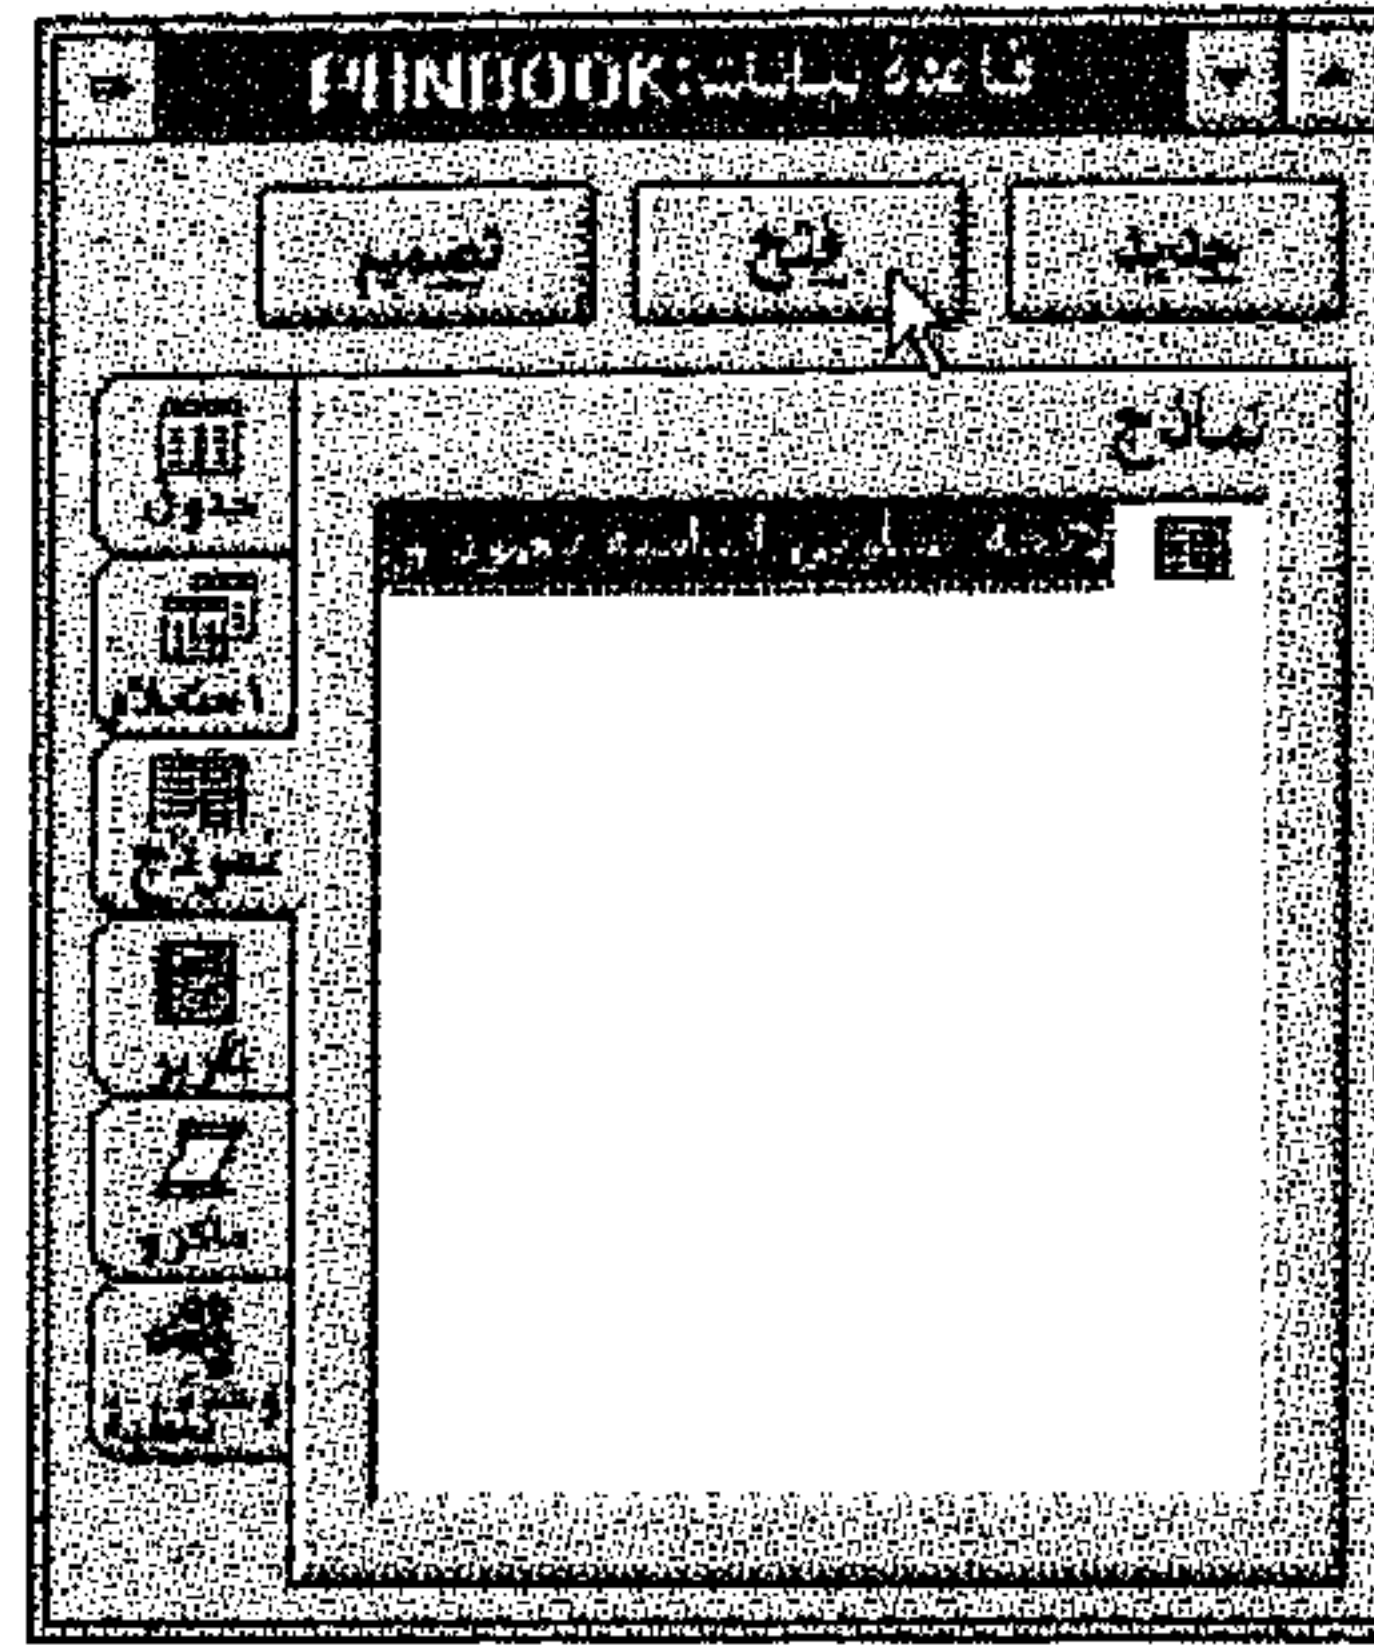 قاعدة بيانات: PHNBOOK
جديد
فتح
تصميم
نماذج
جدول
استعلام
نموذج
تقرير
ماكرو
وحدة نمطية